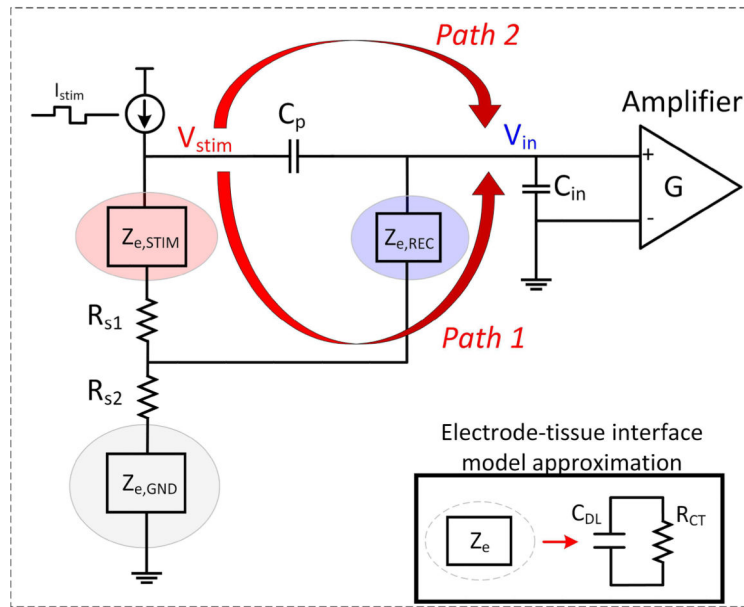 Path 2
I_stim
Amplifier
C_p
V_stim
V_in
+
C_in
G
-
Z_e,STIM
Z_e,REC
R_s1
Path 1
R_s2
Electrode-tissue interface
model approximation
Z_e,GND
C_DL
R_CT
Z_e